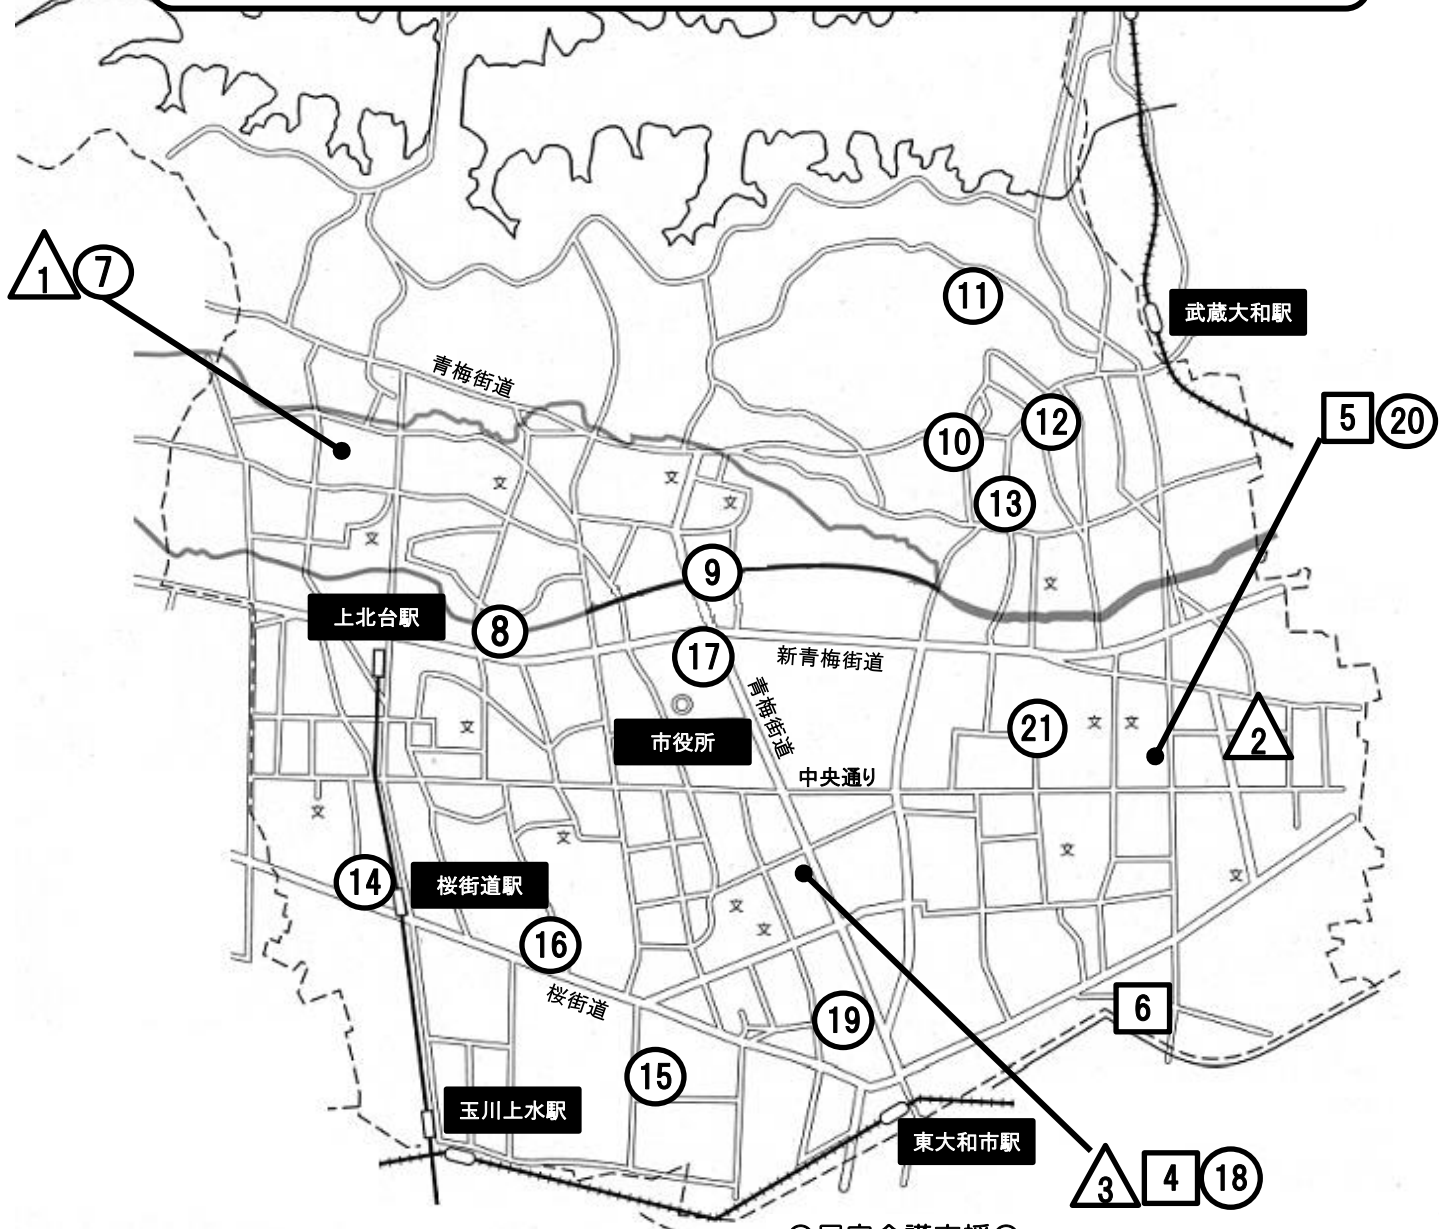 11
1 7
武蔵大和駅
青梅街道
5 20
12
10
文
文
文
13
文
9
文
上北台駅
8
17
新青梅街道
青梅街道
市役所
文
21
文 文
2
中央通り
文
文
文
14
桜街道駅
文
文
文
16
桜街道
6
19
15
玉川上水駅
東大和市駅
3 4 18